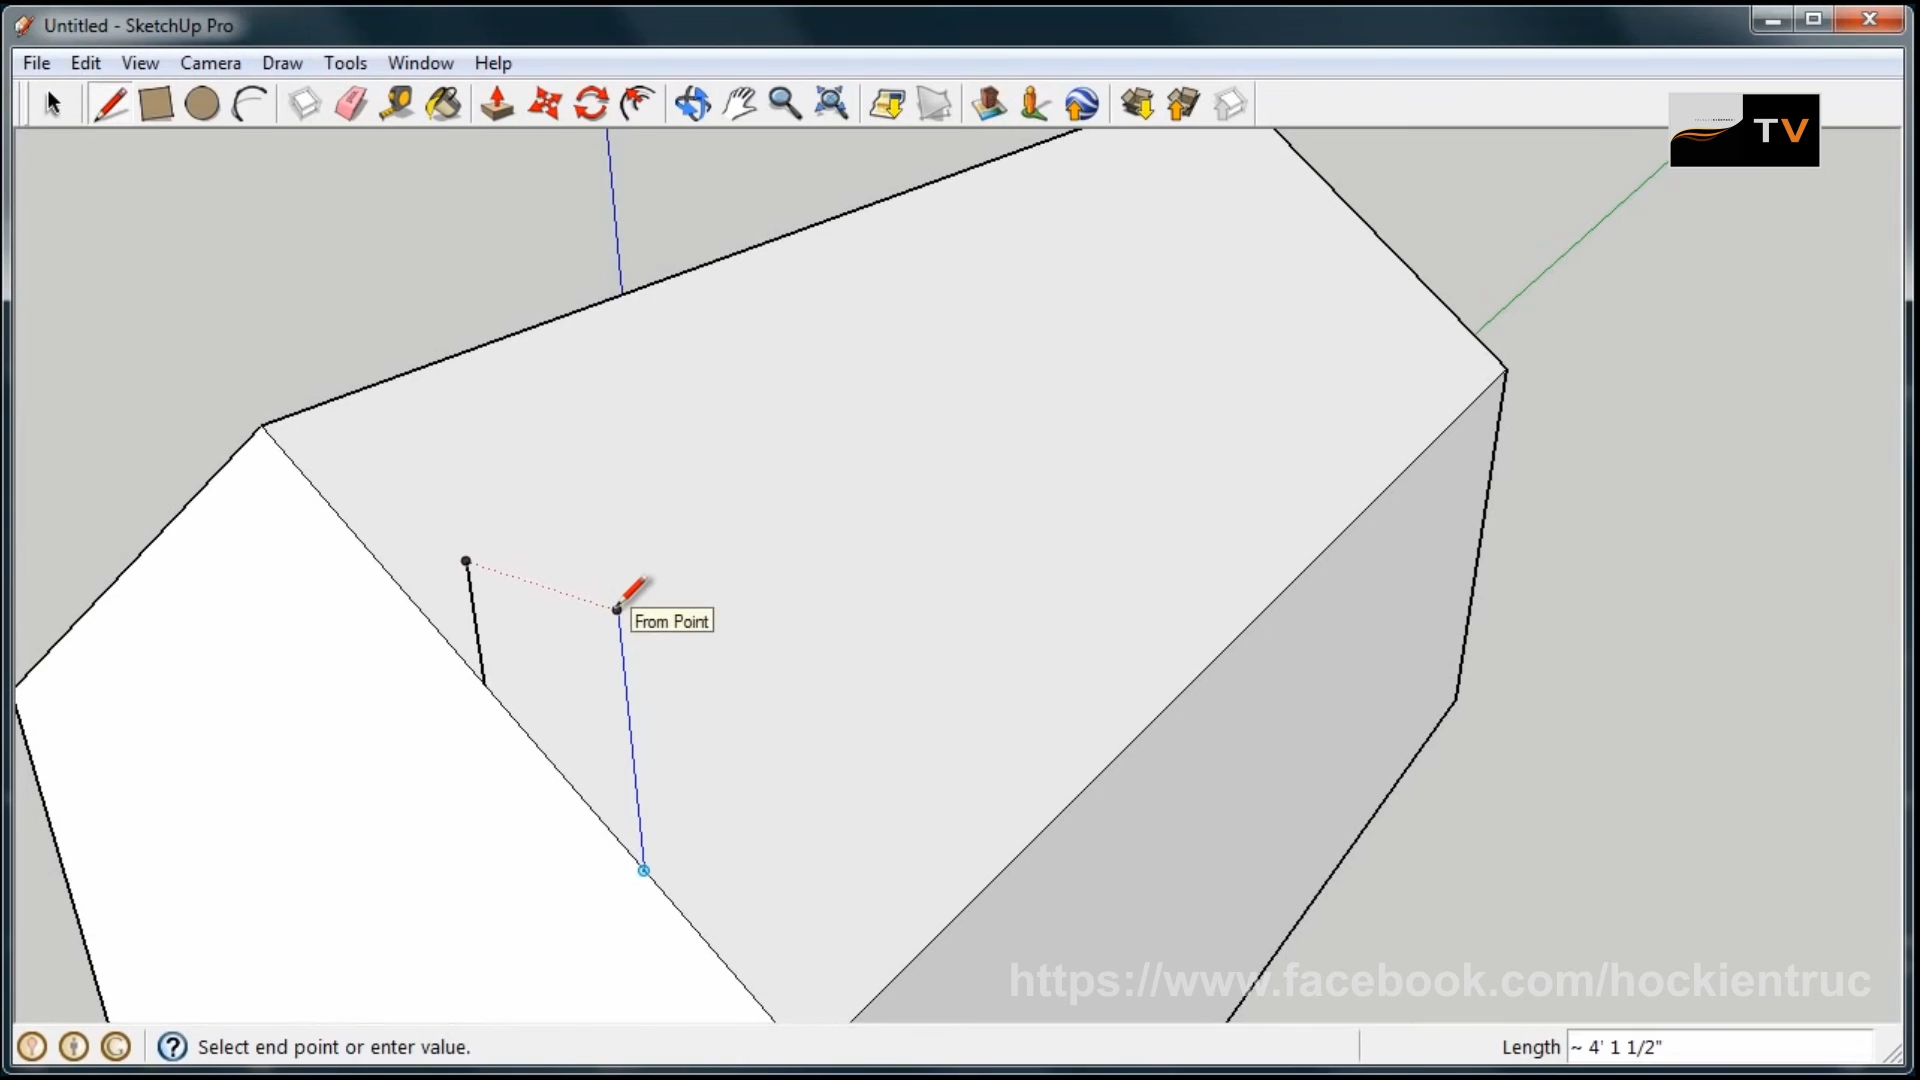 Untitled - SketchUp Pro
File Edit View Camera Draw Tools Window Help
TV
From Point
https://www.facebook.com/hockientruc
Select end point or enter value.
Length ~ 4' 1 1/2"